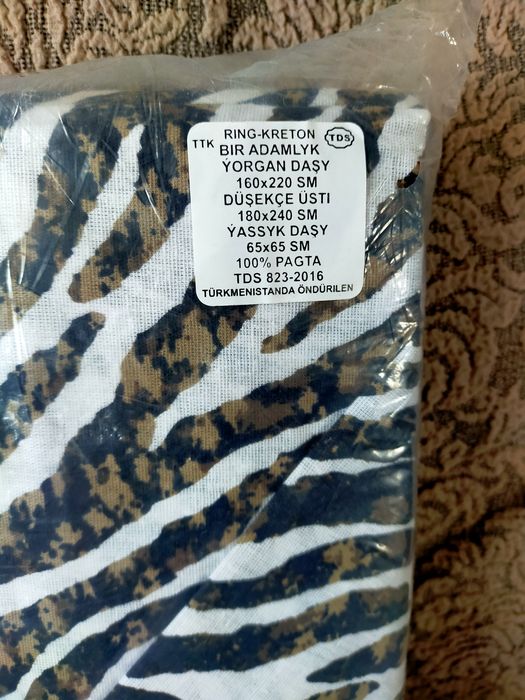 RING-KRETON
TTK BIR ADAMLYK TDS
ÝORGAN DAŞY
160x220 SM
DÜŞEKÇE ÜSTI
180x240 SM
ÝASSYK DAŞY
65x65 SM
100% PAGTA
TDS 823-2016
TÜRKMENISTANDA ÖNDÜRILEN